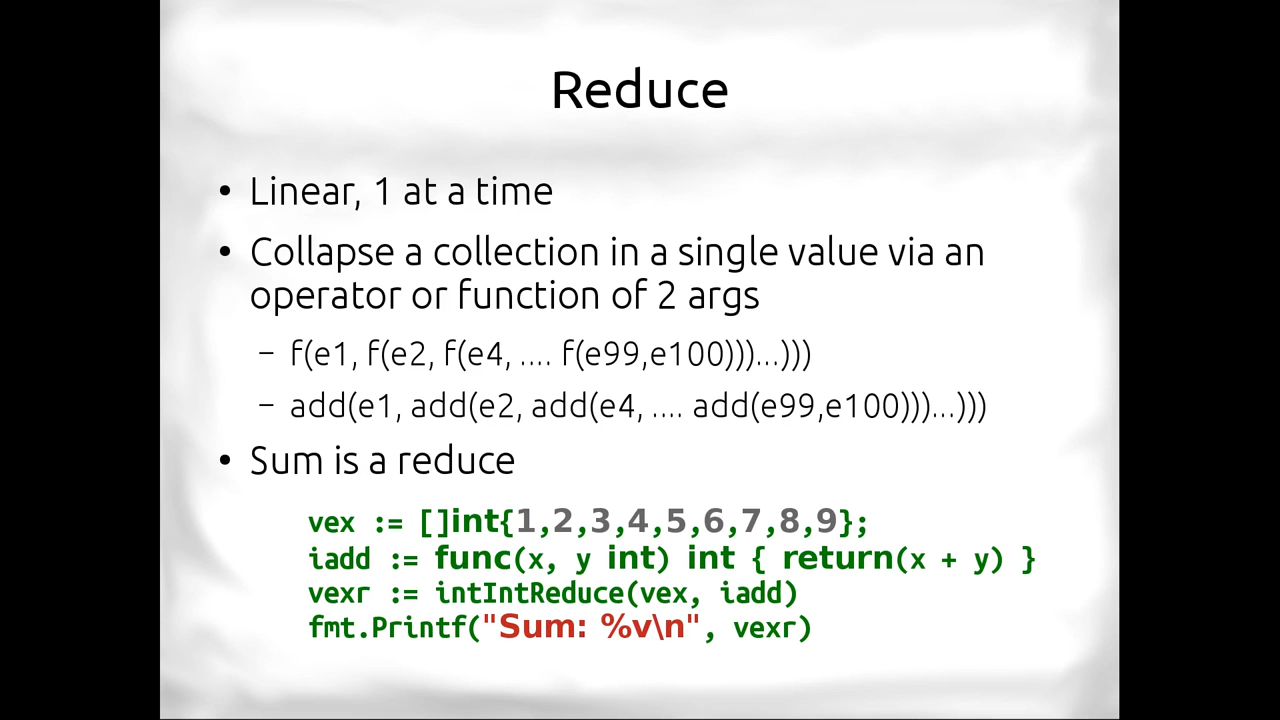 Reduce
• Linear, 1 at a time
• Collapse a collection in a single value via an
operator or function of 2 args
– f(e1, f(e2, f(e4, .... f(e99,e100)))...)))
– add(e1, add(e2, add(e4, .... add(e99,e100)))...)))
• Sum is a reduce
vex := []int{1,2,3,4,5,6,7,8,9};
iadd := func(x, y int) int { return(x + y) }
vexr := intIntReduce(vex, iadd)
fmt.Printf("Sum: %v\n", vexr)